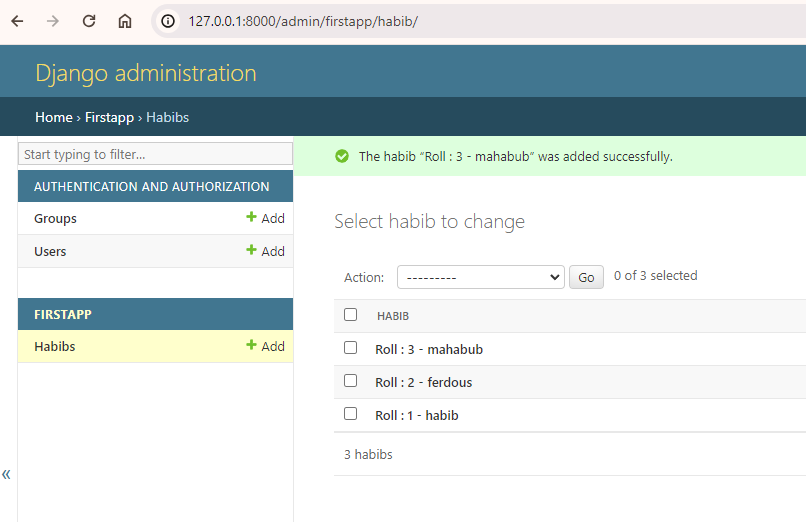 127.0.0.1:8000/admin/firstapp/habib/
Django administration
Home › Firstapp › Habibs
Start typing to filter...
AUTHENTICATION AND AUTHORIZATION
Groups + Add
Users + Add
FIRSTAPP
Habibs + Add
«
The habib “Roll : 3 - mahabub” was added successfully.
Select habib to change
Action: --------- Go 0 of 3 selected
HABIB
Roll : 3 - mahabub
Roll : 2 - ferdous
Roll : 1 - habib
3 habibs